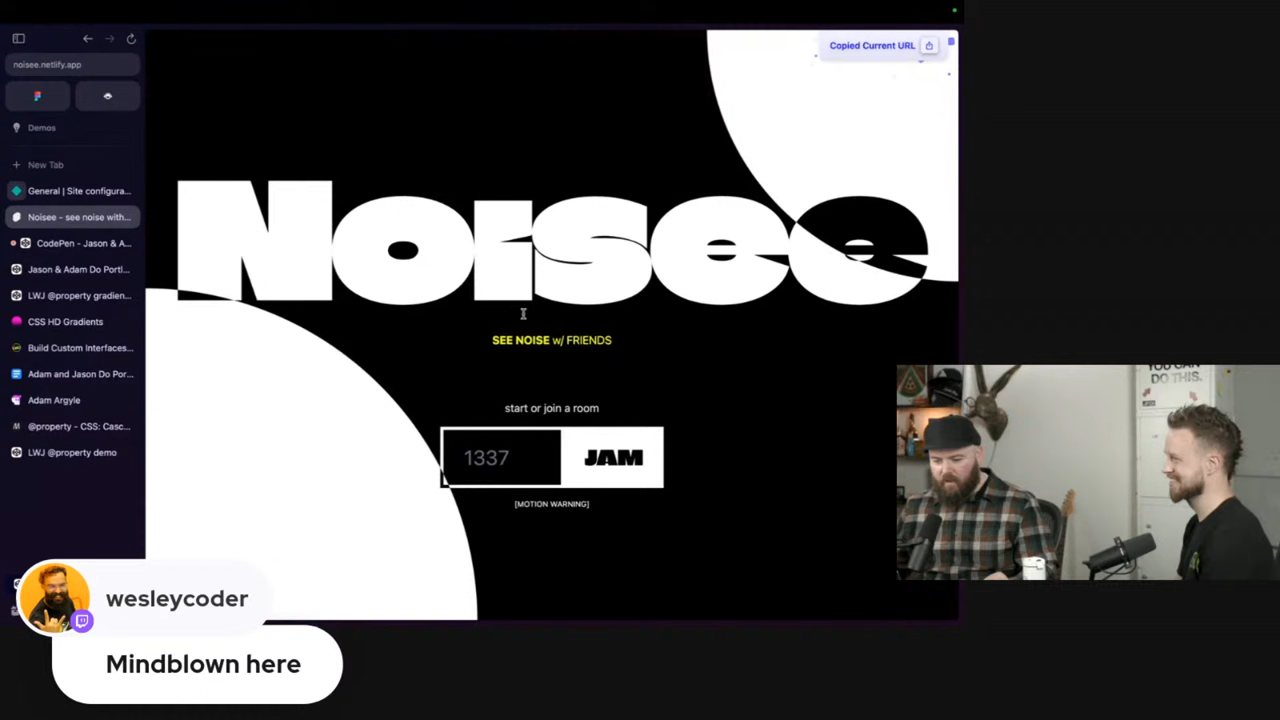 Copied Current URL
noisee.netlify.app
Demos
New Tab
General | Site configura...
Noisee - see noise with...
CodePen - Jason & A...
Jason & Adam Do Porti...
LWJ @property gradien...
CSS HD Gradients
Build Custom Interfaces...
Adam and Jason Do Por...
Adam Argyle
@property - CSS: Casc...
LWJ @property demo
Noisee
SEE NOISE w/ FRIENDS
start or join a room
1337
JAM
[MOTION WARNING]
YOU CAN
DO THIS.
wesleycoder
Mindblown here